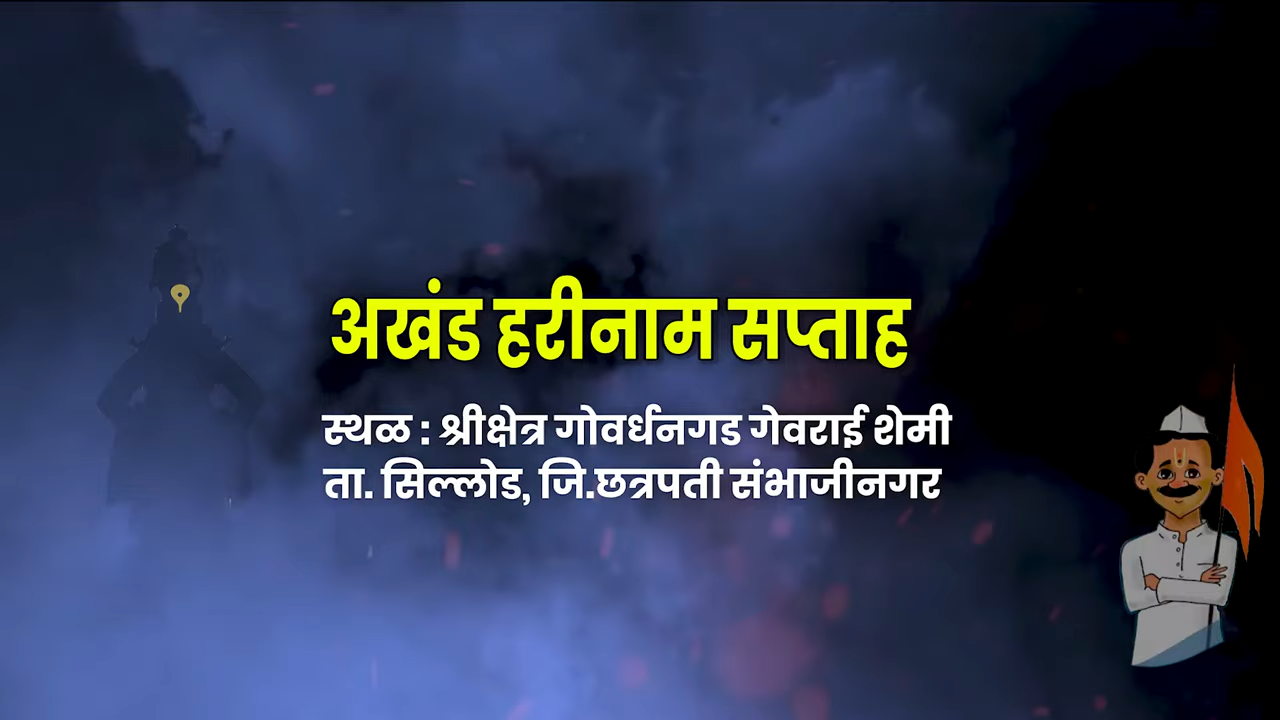 अखंड हरीनाम सप्ताह
स्थळ : श्रीक्षेत्र गोवर्धनगड गेवराई शेमी
ता. सिल्लोड, जि.छत्रपती संभाजीनगर